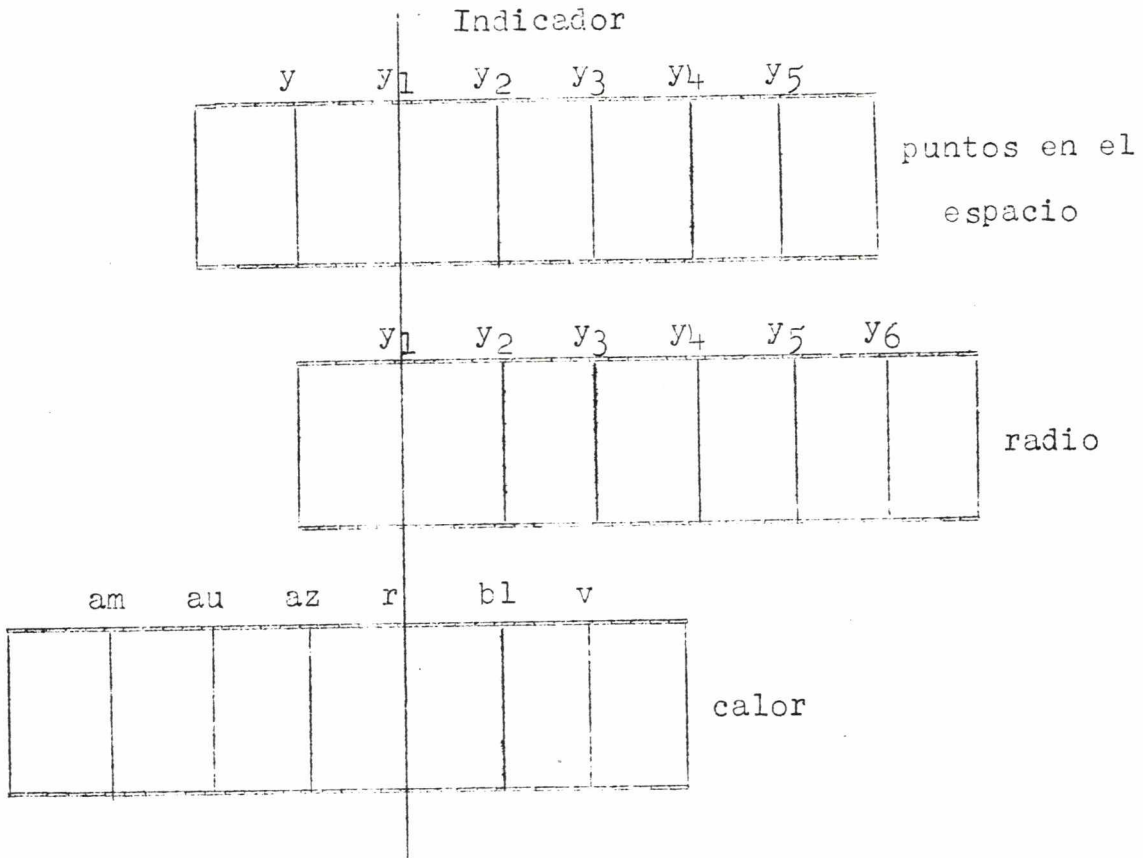 Indicador
y y1 y2 y3 y4 y5
puntos en el
espacio
y1 y2 y3 y4 y5 y6
radio
am au az r bl v
calor